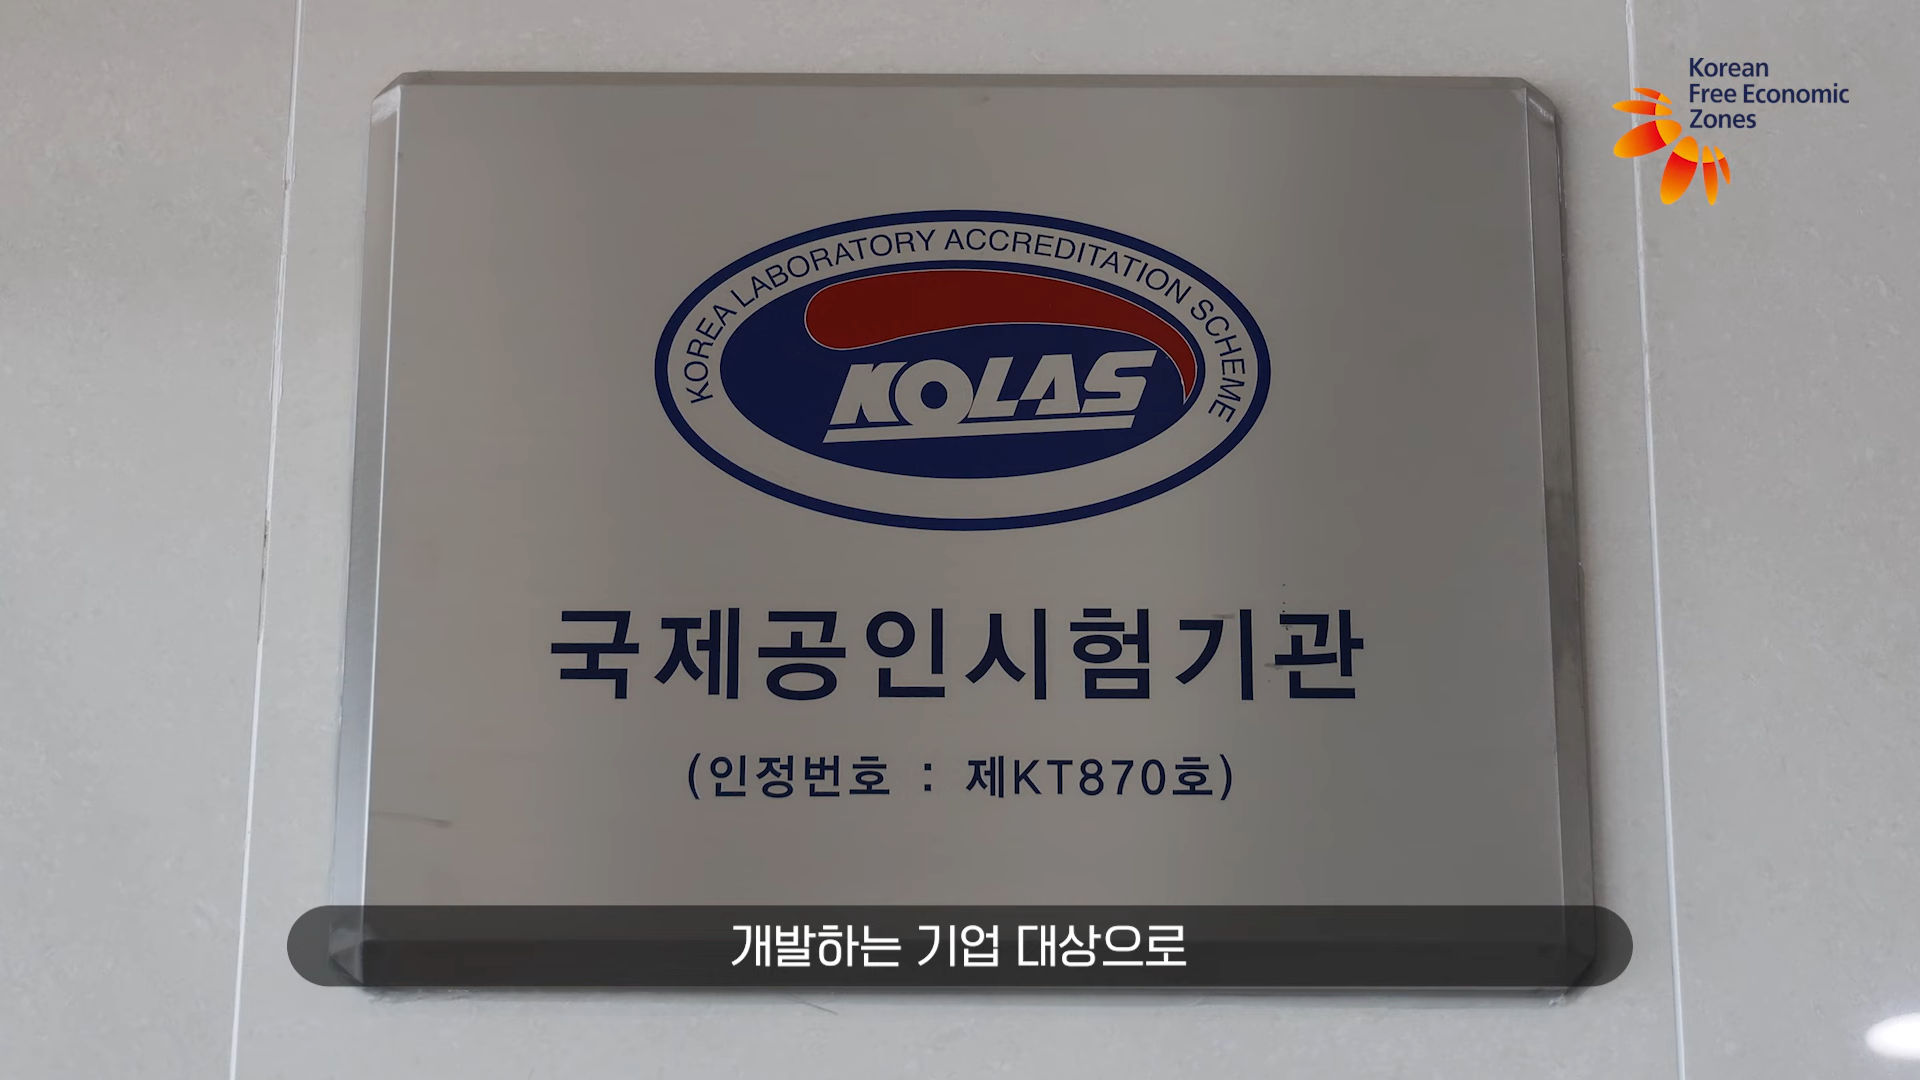 Korean
Free Economic
Zones
KOREA LABORATORY ACCREDITATION SCHEME
KOLAS
국제공인시험기관
(인정번호 : 제KT870호)
개발하는 기업 대상으로